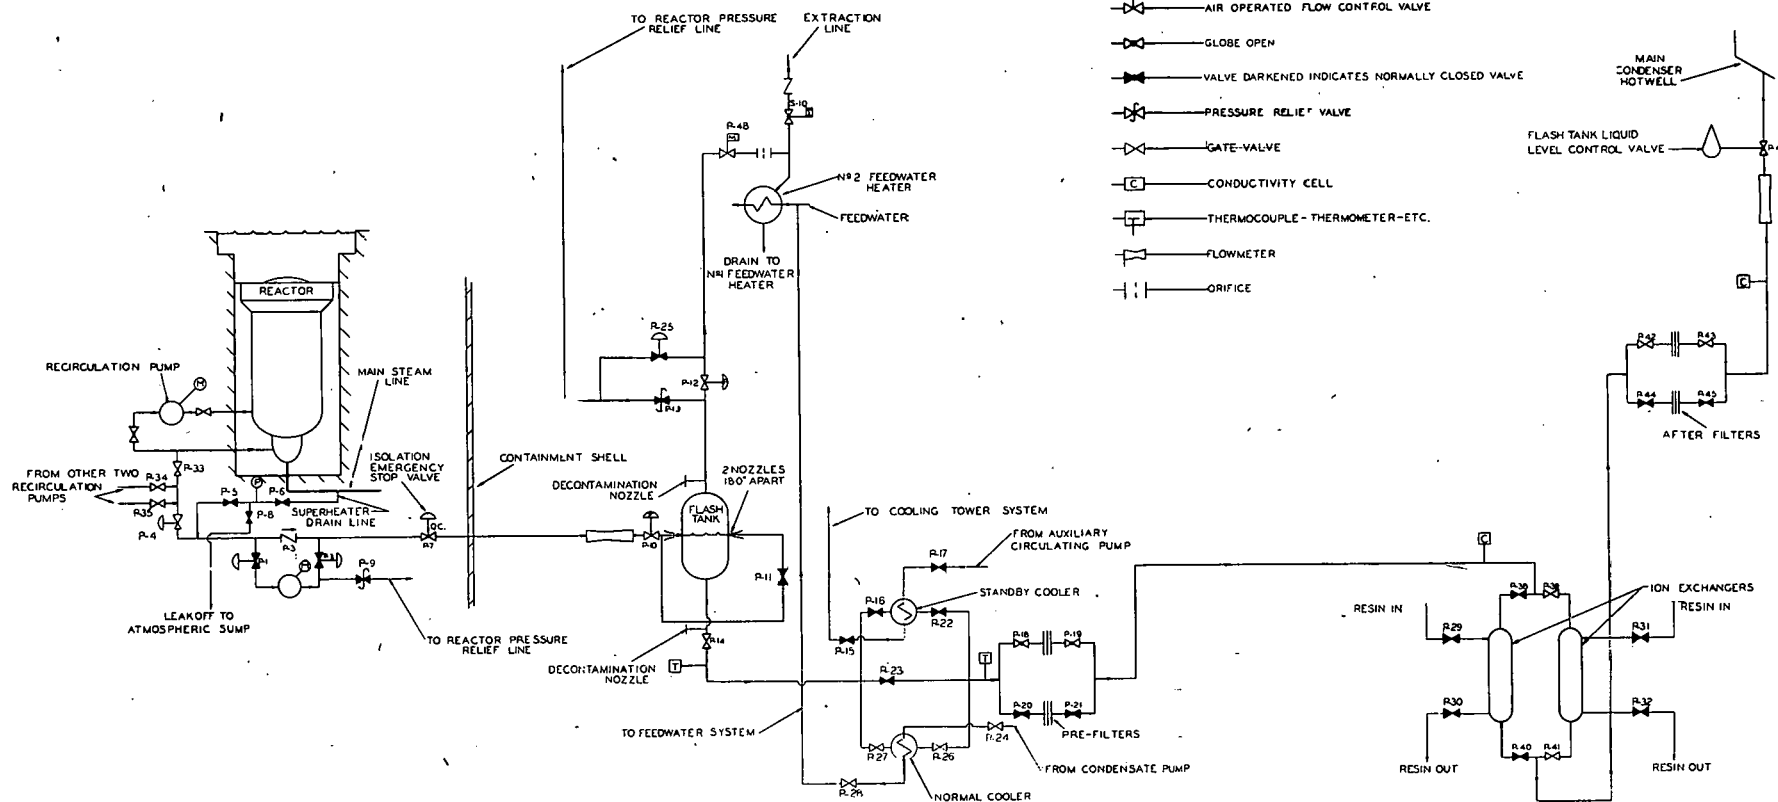 TO REACTOR PRESSURE
RELIEF LINE
EXTRACTION
LINE
S-10
P-48
M
Nº2 FEEDWATER
HEATER
FEEDWATER
DRAIN TO
Nº1 FEEDWATER
HEATER
AIR OPERATED FLOW CONTROL VALVE
GLOBE OPEN
VALVE DARKENED INDICATES NORMALLY CLOSED VALVE
PRESSURE RELIEF VALVE
GATE VALVE
C
CONDUCTIVITY CELL
T
THERMOCOUPLE-THERMOMETER-ETC.
FLOWMETER
ORIFICE
MAIN
CONDENSER
HOTWELL
FLASH TANK LIQUID
LEVEL CONTROL VALVE
C
P-42
P-43
P-44
P-45
AFTER FILTERS
REACTOR
RECIRCULATION PUMP
M
MAIN STEAM
LINE
P-33
P-34
FROM OTHER TWO
RECIRCULATION
PUMPS
P-35
P-4
P-5
P
P-6
P-8
SUPERHEATER
DRAIN LINE
ISOLATION
EMERGENCY
STOP VALVE
O.C.
P-7
P-3
P-1
M
P-9
LEAKOFF TO
ATMOSPHERIC SUMP
TO REACTOR PRESSURE
RELIEF LINE
CONTAINMENT SHELL
P-25
P-12
P-13
DECONTAMINATION
NOZZLE
2 NOZZLES
180° APART
FLASH
TANK
P-10
P-11
DECONTAMINATION
NOZZLE
P-14
T
TO COOLING TOWER SYSTEM
FROM AUXILIARY
CIRCULATING PUMP
P-17
P-16
STANDBY COOLER
P-22
P-15
P-23
T
P-18
P-19
P-20
P-21
PRE-FILTERS
TO FEEDWATER SYSTEM
P-27
P-26
P-24
FROM CONDENSATE PUMP
P-28
NORMAL COOLER
C
P-38
P-39
ION EXCHANGERS
RESIN IN
RESIN IN
P-29
P-31
P-30
P-32
P-40
P-41
RESIN OUT
RESIN OUT